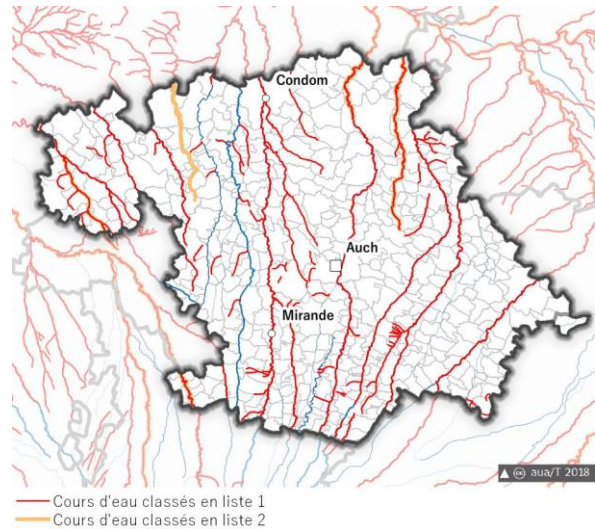 Condom
Auch
Mirande
aua/T 2018
Cours d'eau classés en liste 1
Cours d'eau classés en liste 2